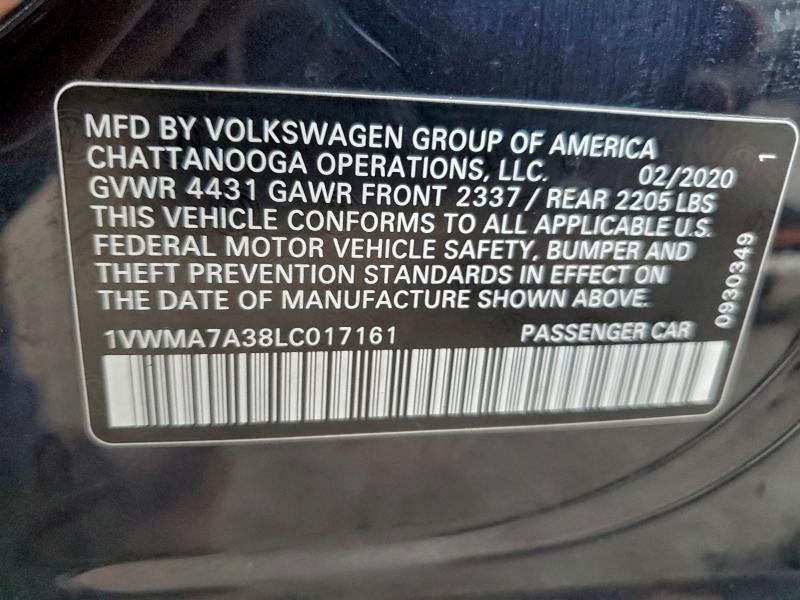 MFD BY VOLKSWAGEN GROUP OF AMERICA
CHATTANOOGA OPERATIONS, LLC. 02/2020
GVWR 4431 GAWR FRONT 2337 / REAR 2205 LBS
THIS VEHICLE CONFORMS TO ALL APPLICABLE U.S.
FEDERAL MOTOR VEHICLE SAFETY, BUMPER AND
THEFT PREVENTION STANDARDS IN EFFECT ON
THE DATE OF MANUFACTURE SHOWN ABOVE.
1VWMA7A38LC017161 PASSENGER CAR
0930349
1